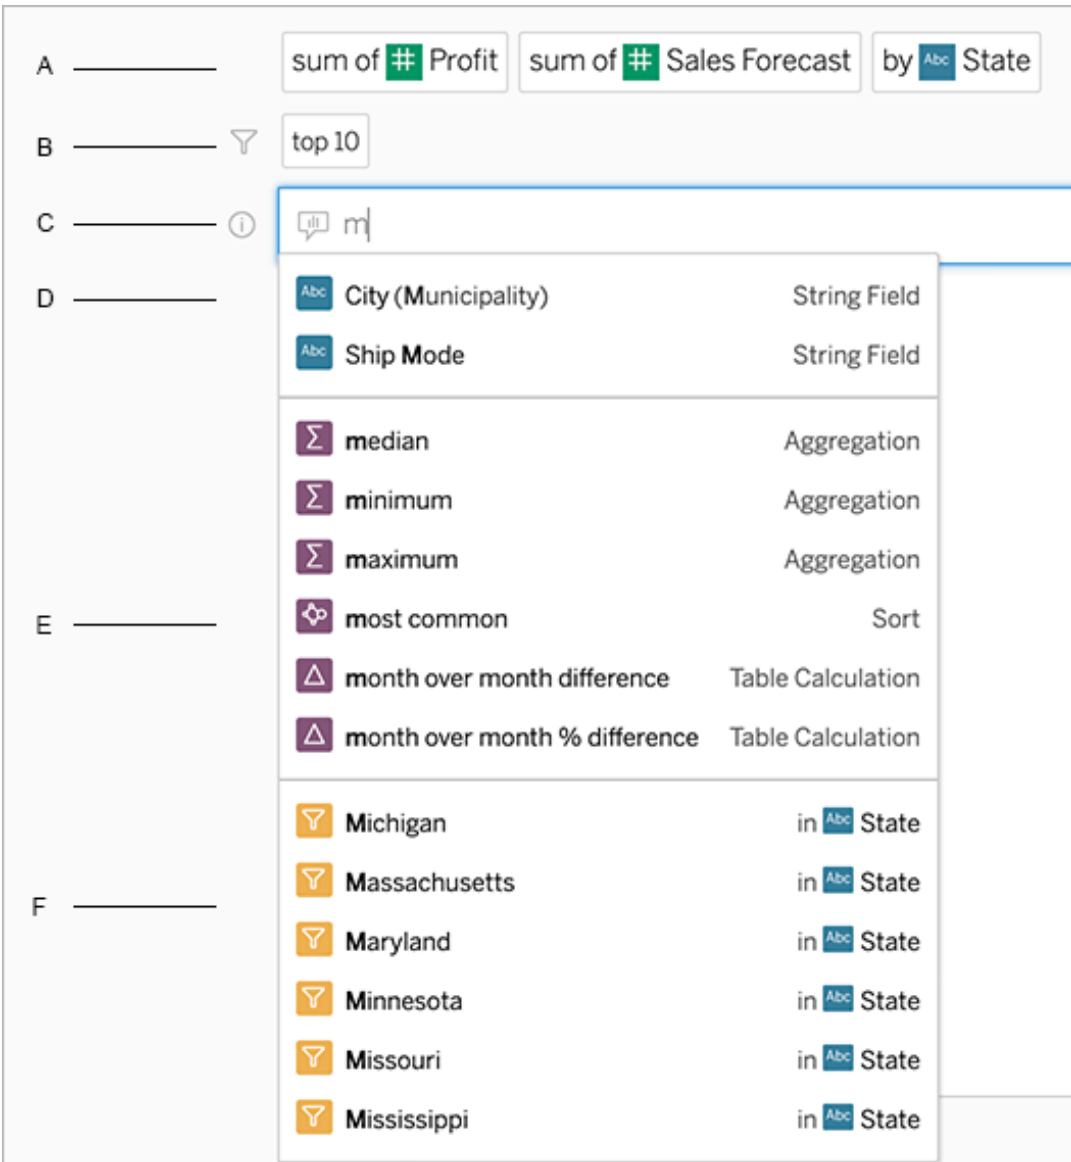 A sum of # Profit sum of # Sales Forecast by Abc State
B top 10
C m
D Abc City (Municipality) String Field
Abc Ship Mode String Field
Σ median Aggregation
Σ minimum Aggregation
Σ maximum Aggregation
E most common Sort
month over month difference Table Calculation
month over month % difference Table Calculation
Michigan in Abc State
F Massachusetts in Abc State
Maryland in Abc State
Minnesota in Abc State
Missouri in Abc State
Mississippi in Abc State